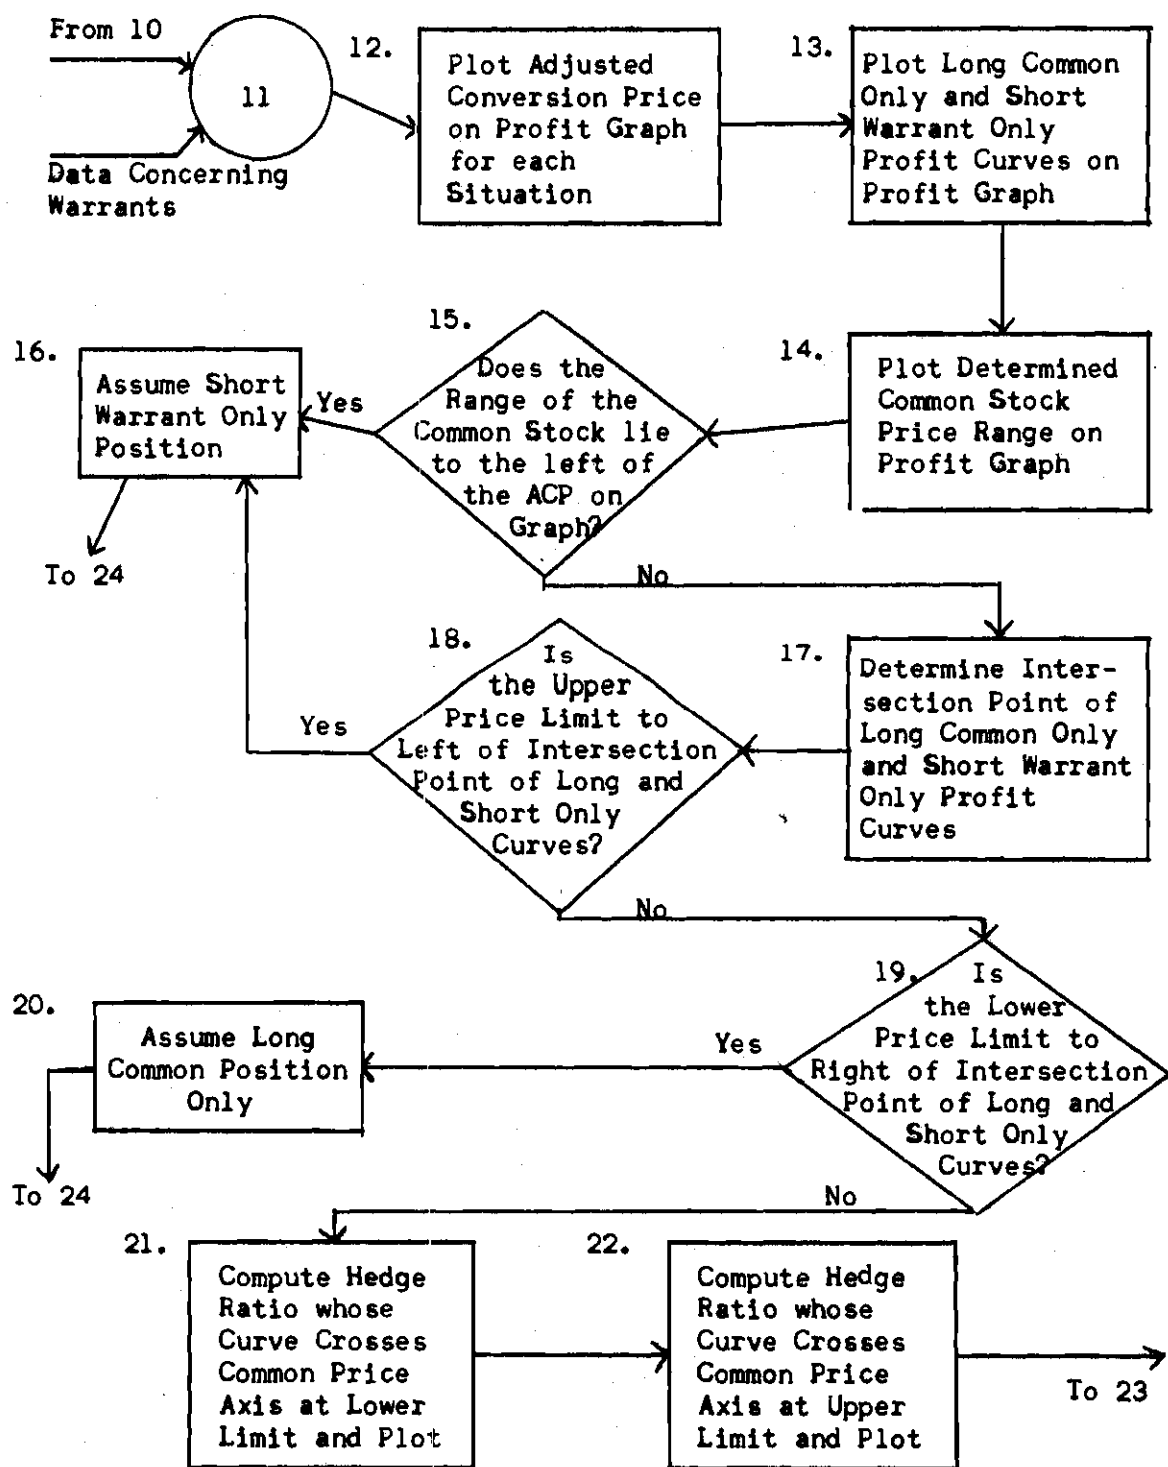 From 10
11
Data Concerning
Warrants
12.
Plot Adjusted
Conversion Price
on Profit Graph
for each
Situation
13.
Plot Long Common
Only and Short
Warrant Only
Profit Curves on
Profit Graph
14.
Plot Determined
Common Stock
Price Range on
Profit Graph
15.
Does the
Range of the
Common Stock lie
to the left of
the ACP on
Graph?
Yes
No
16.
Assume Short
Warrant Only
Position
To 24
17.
Determine Inter-
section Point of
Long Common Only
and Short Warrant
Only Profit
Curves
18.
Is
the Upper
Price Limit to
Left of Intersection
Point of Long and
Short Only
Curves?
Yes
No
19.
Is
the Lower
Price Limit to
Right of Intersection
Point of Long and
Short Only
Curves?
Yes
No
20.
Assume Long
Common Position
Only
To 24
21.
Compute Hedge
Ratio whose
Curve Crosses
Common Price
Axis at Lower
Limit and Plot
22.
Compute Hedge
Ratio whose
Curve Crosses
Common Price
Axis at Upper
Limit and Plot
To 23